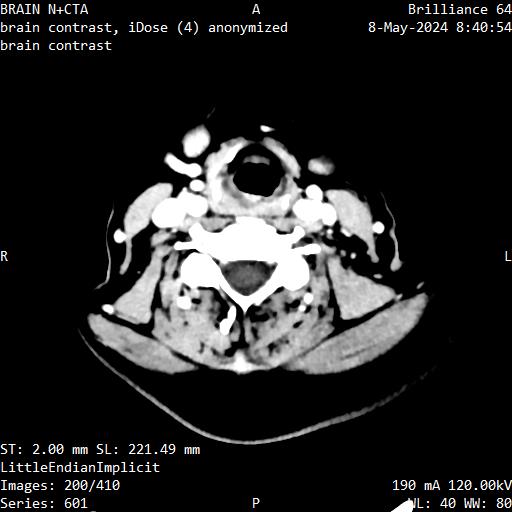 BRAIN N+CTA
A
Brilliance 64
brain contrast, iDose (4) anonymized
8-May-2024 8:40:54
brain contrast
R
L
ST: 2.00 mm SL: 221.49 mm
LittleEndianImplicit
Images: 200/410
190 mA 120.00kV
Series: 601
P
WL: 40 WW: 80